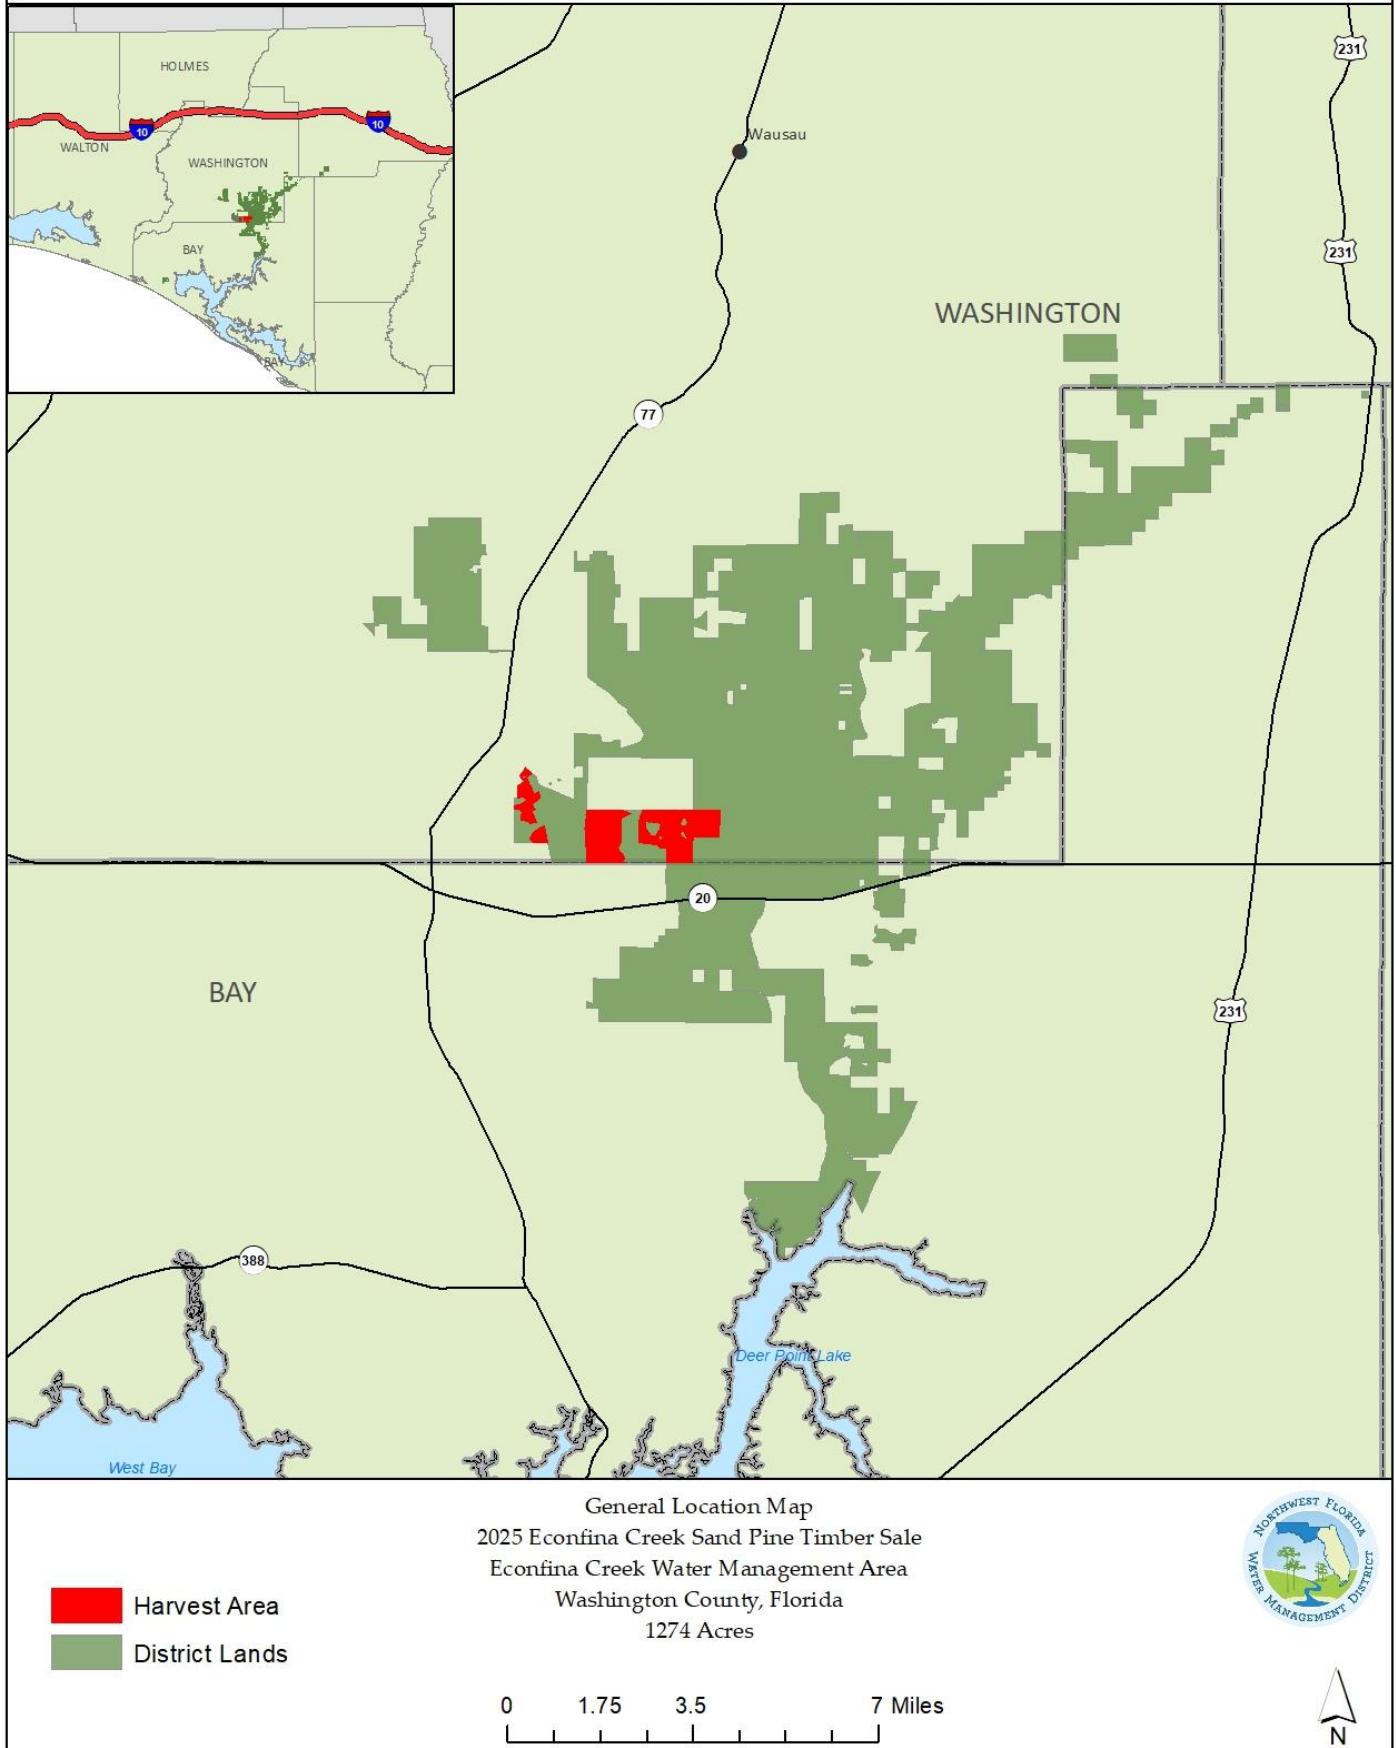 HOLMES
10
10
WALTON
WASHINGTON
BAY
BAY
231
Wausau
231
WASHINGTON
77
20
BAY
231
388
Deer Point Lake
West Bay
General Location Map
2025 Econfina Creek Sand Pine Timber Sale
Econfina Creek Water Management Area
Washington County, Florida
1274 Acres
Harvest Area
District Lands
NORTHWEST FLORIDA
WATER MANAGEMENT DISTRICT
0 1.75 3.5 7 Miles
N